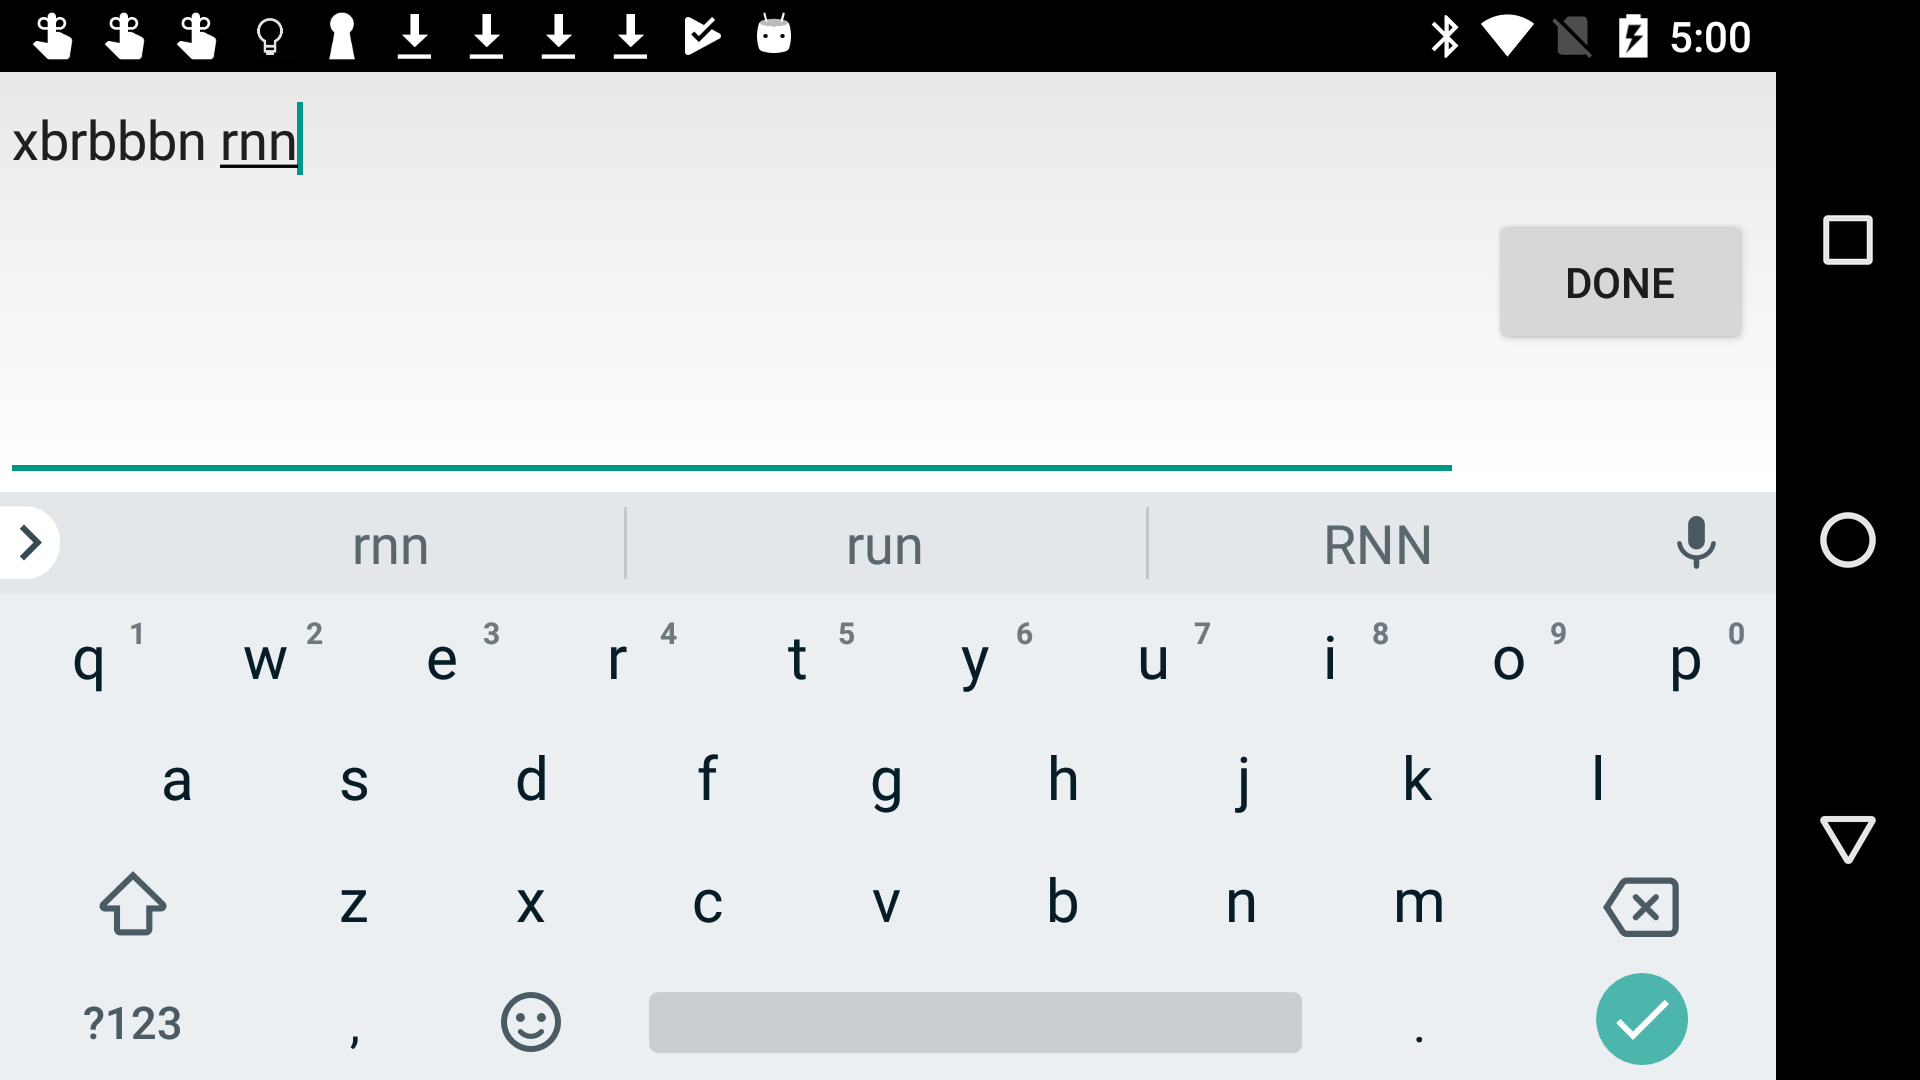 5:00
xbrbbbn rnn
DONE
rnn run RNN
q 1 w 2 e 3 r 4 t 5 y 6 u 7 i 8 o 9 p 0
a s d f g h j k l
z x c v b n m
?123 , .